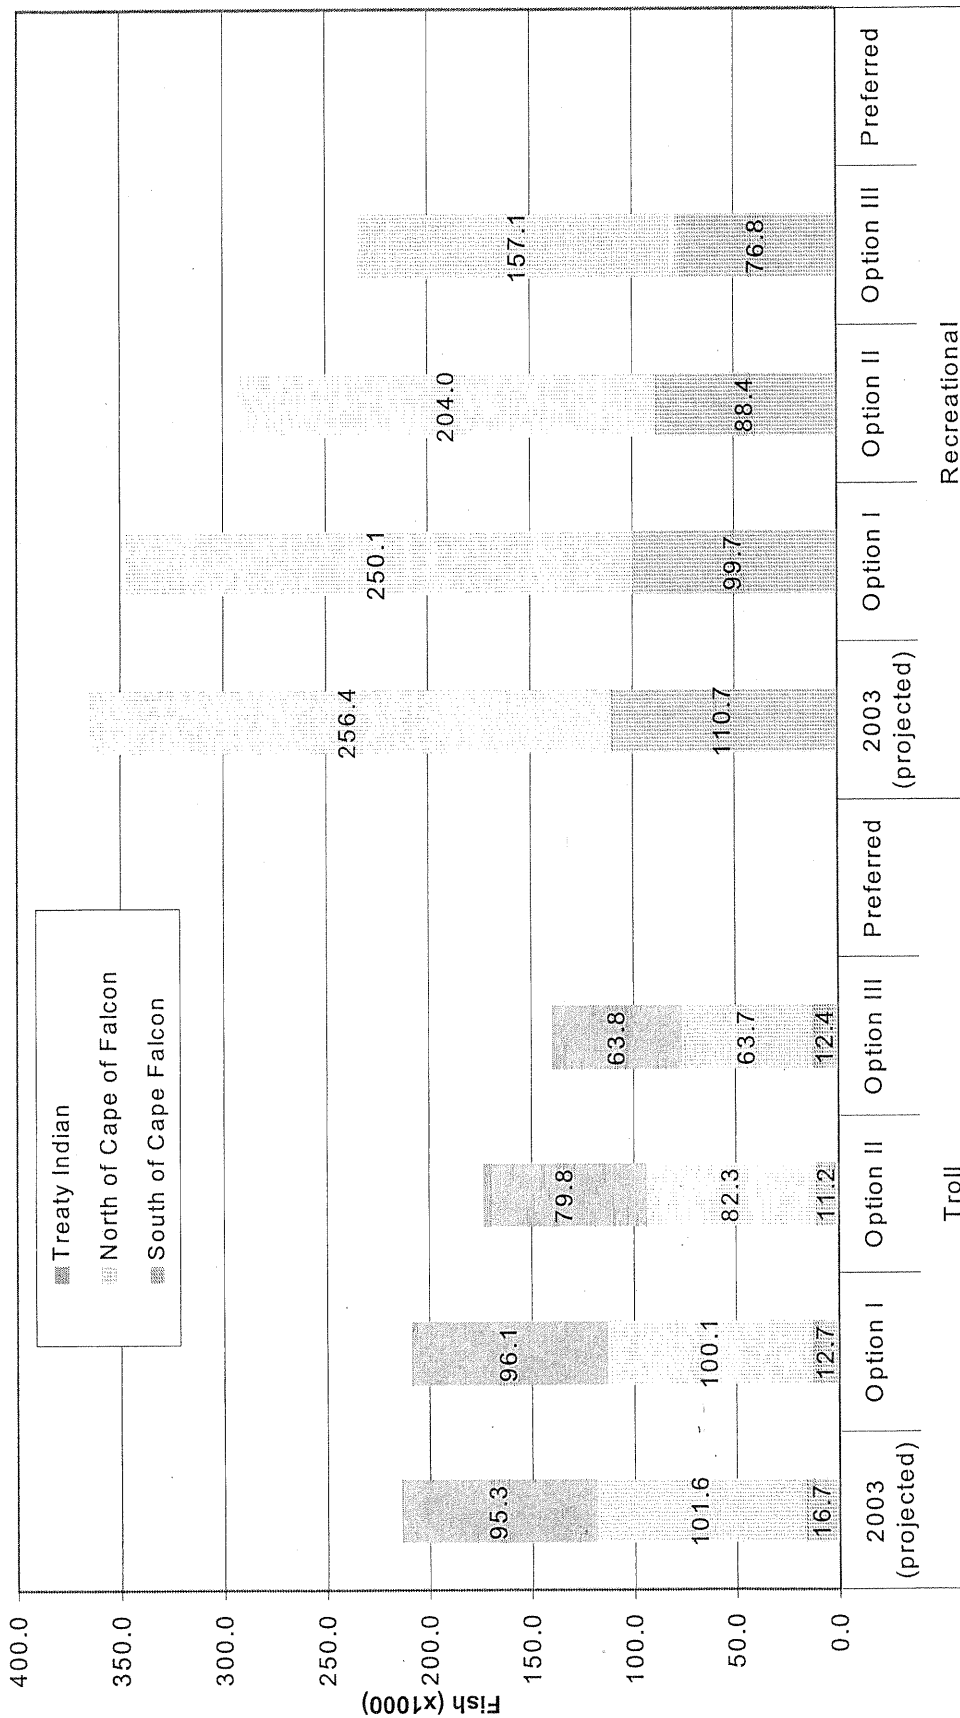 Fish (x1000)
400.0
350.0
300.0
250.0
200.0
150.0
100.0
50.0
0.0
Treaty Indian
North of Cape of Falcon
South of Cape Falcon
95.3
101.6
16.7
96.1
100.1
12.7
79.8
82.3
11.2
63.8
63.7
12.4
256.4
110.7
250.1
99.7
204.0
88.4
157.1
76.8
2003
(projected)
Option I
Option II
Option III
Preferred
2003
(projected)
Option I
Option II
Option III
Preferred
Troll
Recreational